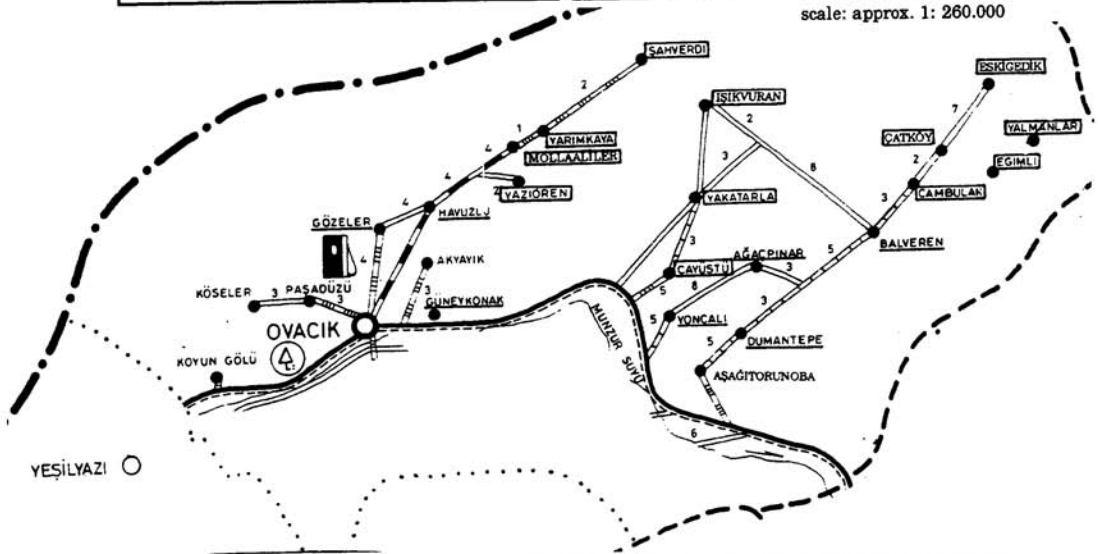 scale: approx. 1: 260.000
ŞAHVERDİ
2
IŞIKVURAN
ESKİGEDİK
7
1
YARIMKAYA
2
YALMANLAR
ÇATKÖY
4
MOLLAALİLER
3
8
2
EĞİMLİ
4
2
YAZIÖREN
3
CAMBULAK
4
YAKATARLA
GÖZELER
HAVUZLU
BALVEREN
4
AKYAYIK
3
AĞAÇPINAR
5
KÖSELER
3
PAŞADÜZÜ
3
3
GÜNEYKONAK
ÇAYÜSTÜ
5
8
3
3
OVACIK
MUNZUR SUYU
5
YONCALI
DUMANTEPE
KOYUN GÖLÜ
5
AŞAĞITORUNOBA
6
YEŞİLYAZI